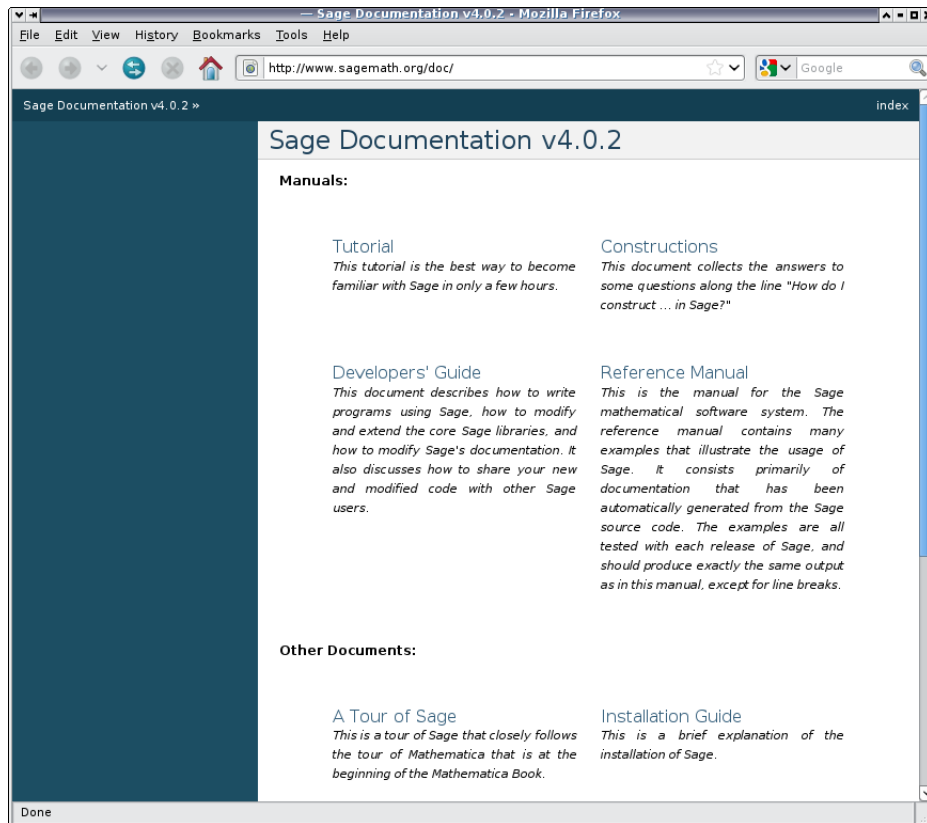 — Sage Documentation v4.0.2 - Mozilla Firefox
File Edit View History Bookmarks Tools Help
http://www.sagemath.org/doc/ Google
Sage Documentation v4.0.2 » index
Sage Documentation v4.0.2
Manuals:
Tutorial
This tutorial is the best way to become
familiar with Sage in only a few hours.
Constructions
This document collects the answers to
some questions along the line "How do I
construct ... in Sage?"
Developers' Guide
This document describes how to write
programs using Sage, how to modify
and extend the core Sage libraries, and
how to modify Sage's documentation. It
also discusses how to share your new
and modified code with other Sage
users.
Reference Manual
This is the manual for the Sage
mathematical software system. The
reference manual contains many
examples that illustrate the usage of
Sage. It consists primarily of
documentation that has been
automatically generated from the Sage
source code. The examples are all
tested with each release of Sage, and
should produce exactly the same output
as in this manual, except for line breaks.
Other Documents:
A Tour of Sage
This is a tour of Sage that closely follows
the tour of Mathematica that is at the
beginning of the Mathematica Book.
Installation Guide
This is a brief explanation of the
installation of Sage.
Done